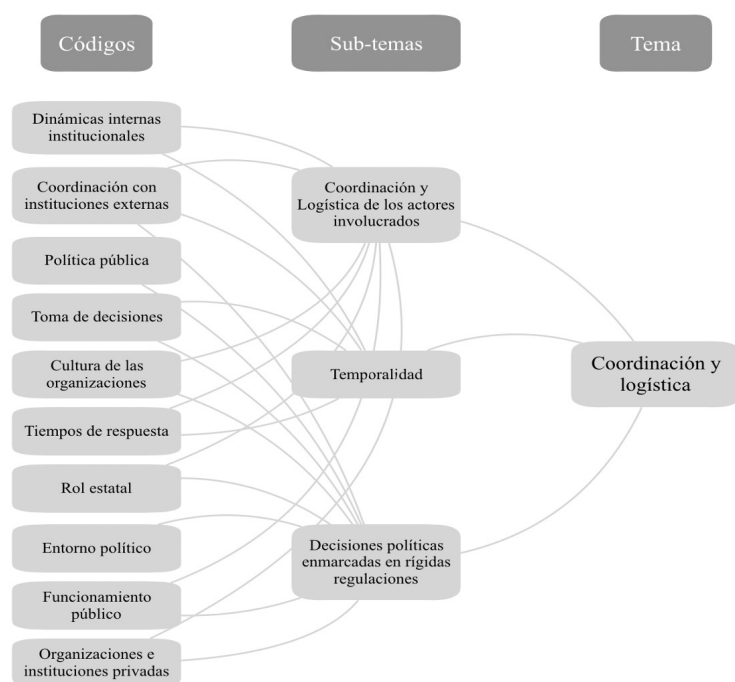 Códigos
Sub-temas
Tema
Dinámicas internas
institucionales
Coordinación con
instituciones externas
Política pública
Toma de decisiones
Cultura de las
organizaciones
Tiempos de respuesta
Rol estatal
Entorno político
Funcionamiento
público
Organizaciones e
instituciones privadas
Coordinación y
Logística de los actores
involucrados
Temporalidad
Decisiones políticas
enmarcadas en rígidas
regulaciones
Coordinación y
logística